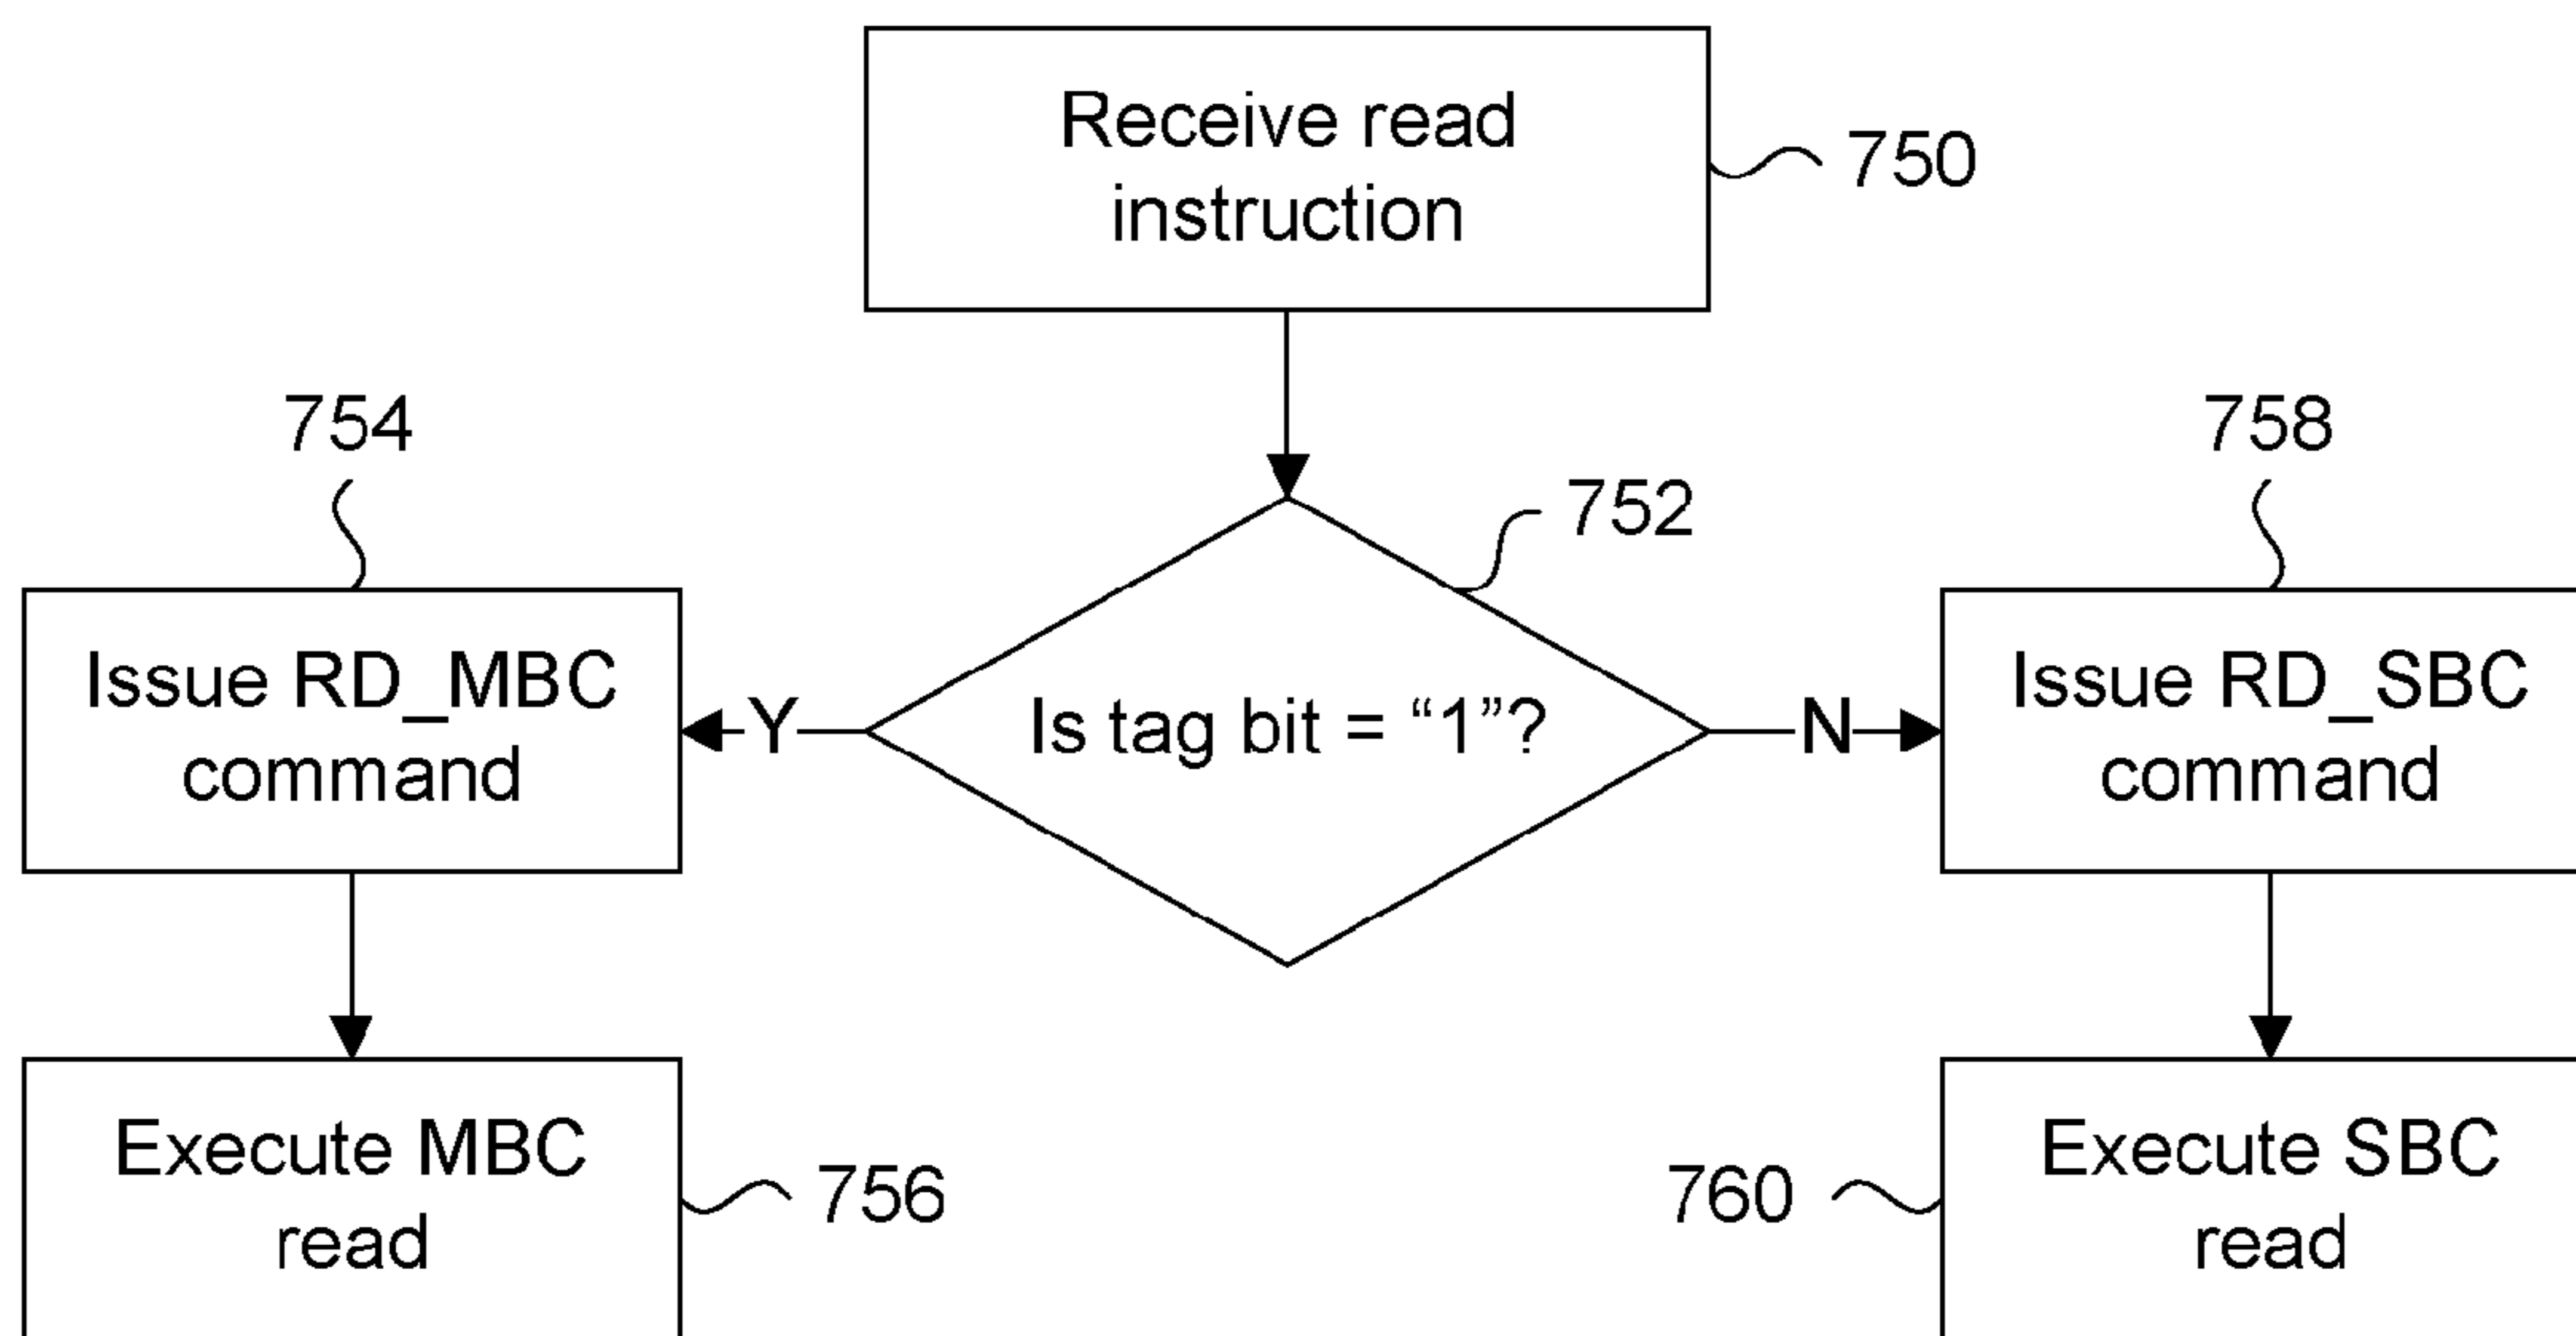 Receive read
instruction
750
754
758
752
Issue RD_MBC
command
Y
Is tag bit = “1”?
N
Issue RD_SBC
command
Execute MBC
read
756
760
Execute SBC
read